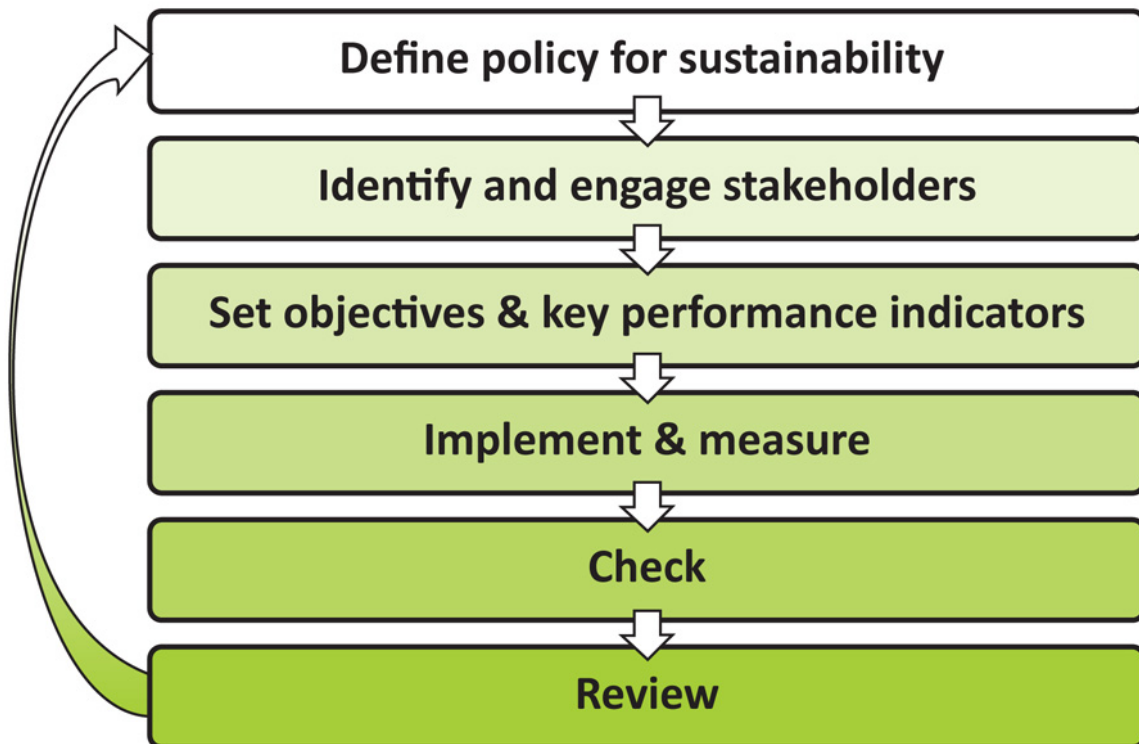 Define policy for sustainability
Identify and engage stakeholders
Set objectives & key performance indicators
Implement & measure
Check
Review